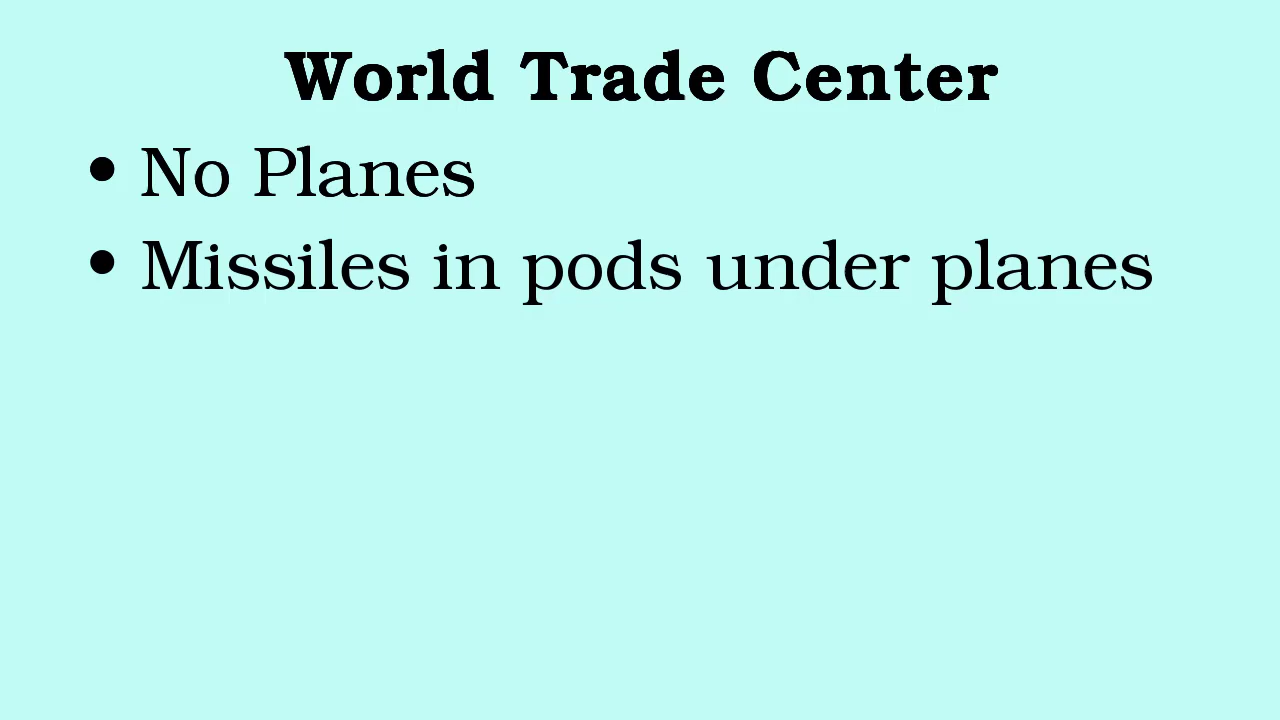 World Trade Center
• No Planes
• Missiles in pods under planes